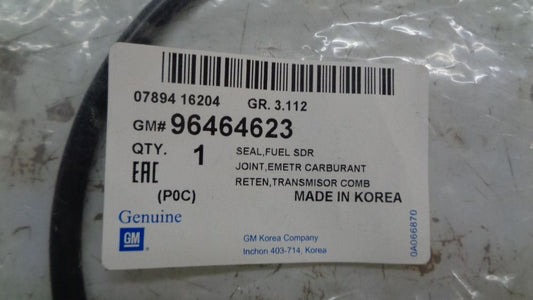 07894 16204 GR. 3.112
GM# 96464623
QTY. 1 SEAL,FUEL SDR
JOINT,EMETR CARBURANT
EAC RETEN,TRANSMISOR COMB
(P0C) MADE IN KOREA
Genuine
GM
GM Korea Company
Inchon 403-714, Korea
0A066870